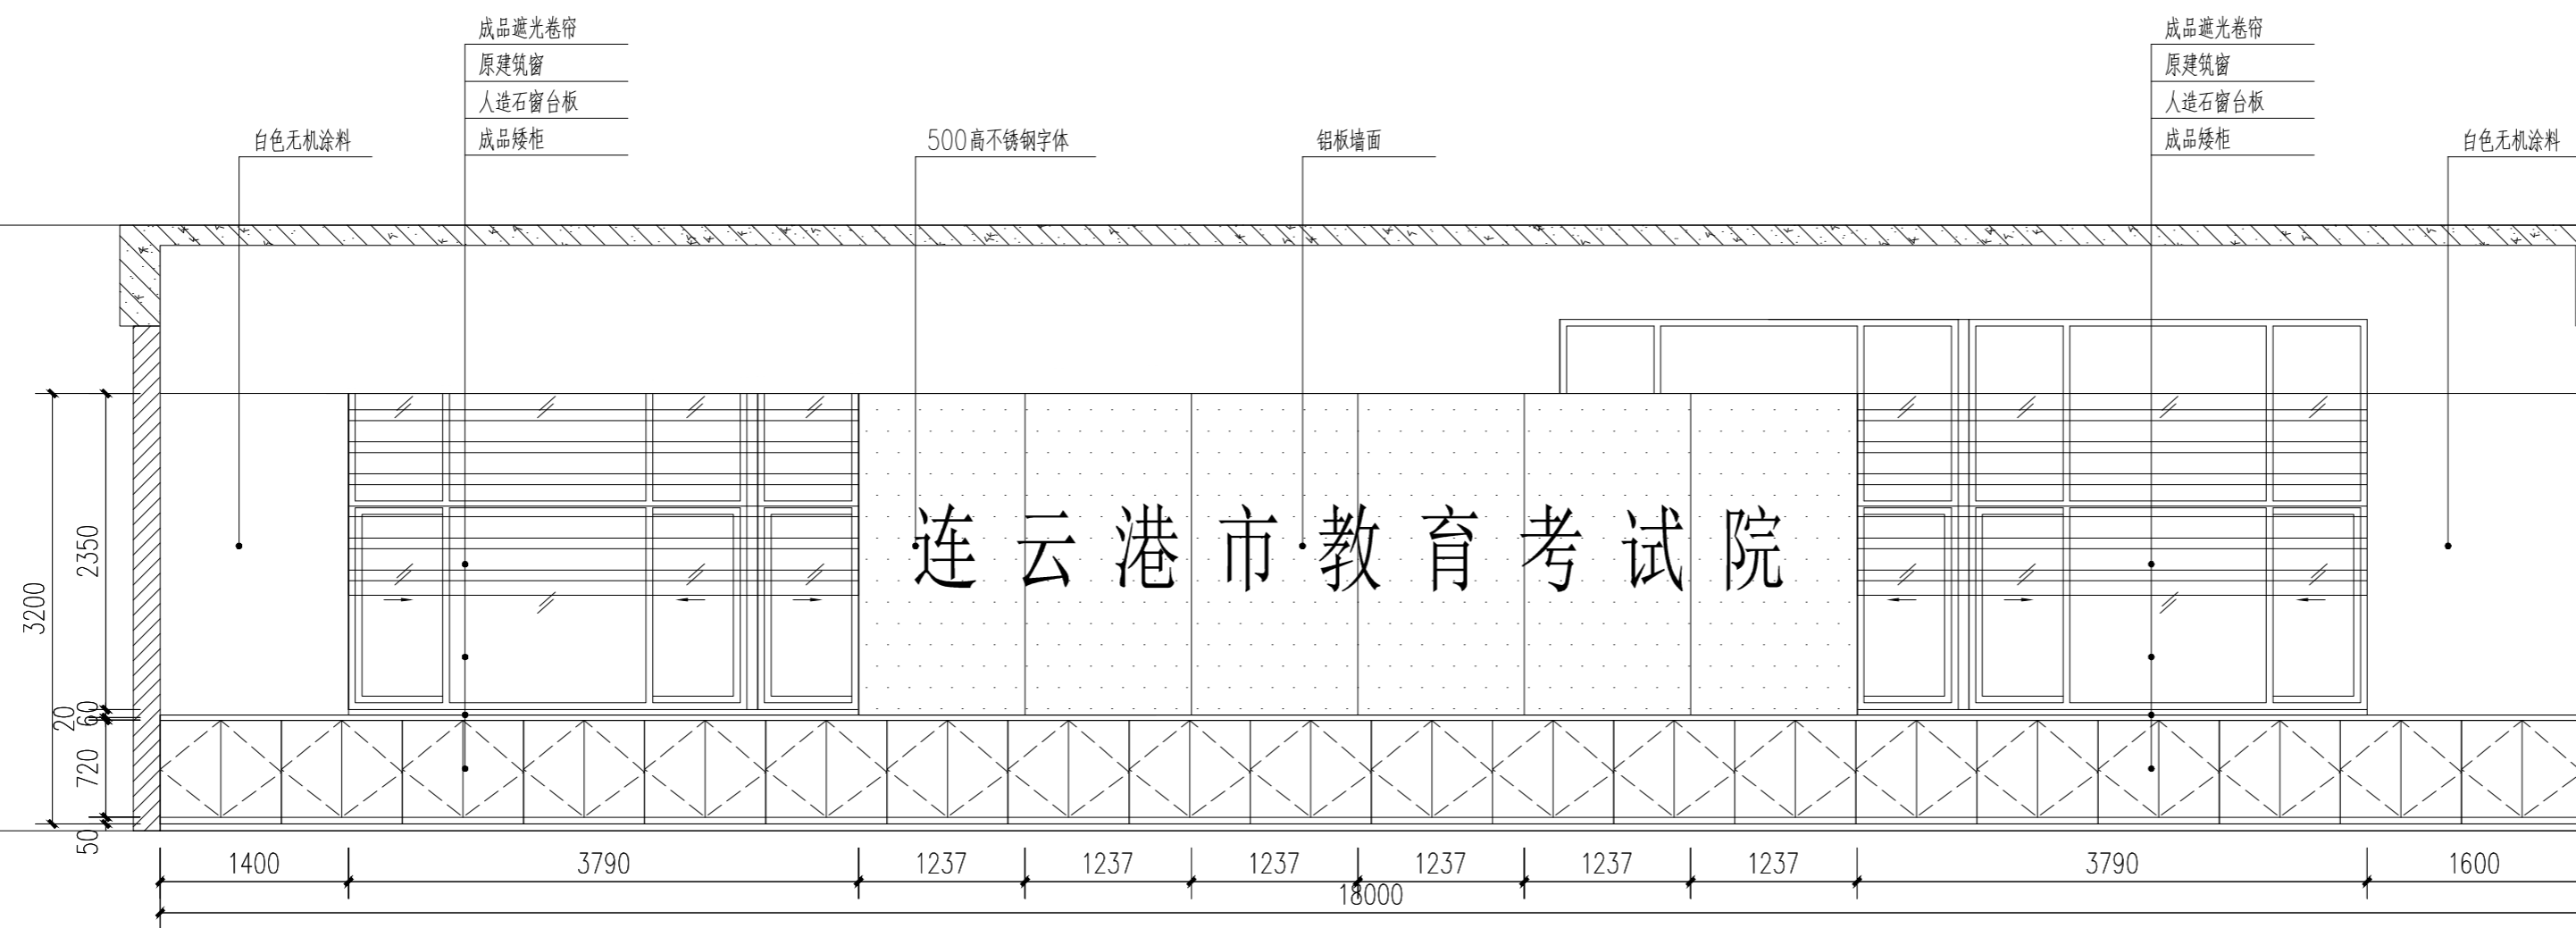 成品遮光卷帘
原建筑窗
人造石窗台板
成品矮柜
白色无机涂料
500高不锈钢字体
铝板墙面
成品遮光卷帘
原建筑窗
人造石窗台板
成品矮柜
白色无机涂料
连云港市教育考试院
3200
2350
60
20
720
50
1400 3790 1237 1237 1237 1237 1237 1237 3790 1600
18000